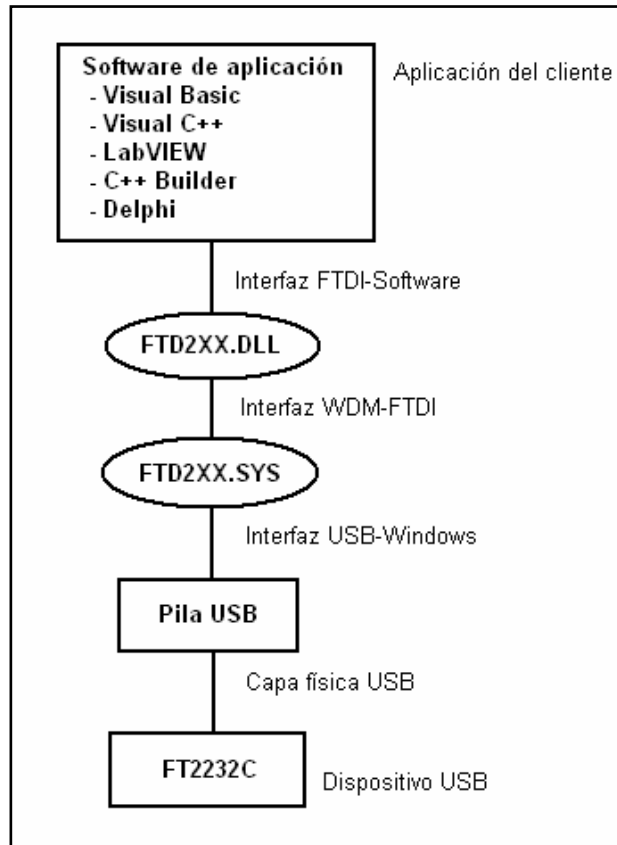 Software de aplicación
- Visual Basic
- Visual C++
- LabVIEW
- C++ Builder
- Delphi
Aplicación del cliente
Interfaz FTDI-Software
FTD2XX.DLL
Interfaz WDM-FTDI
FTD2XX.SYS
Interfaz USB-Windows
Pila USB
Capa física USB
FT2232C
Dispositivo USB